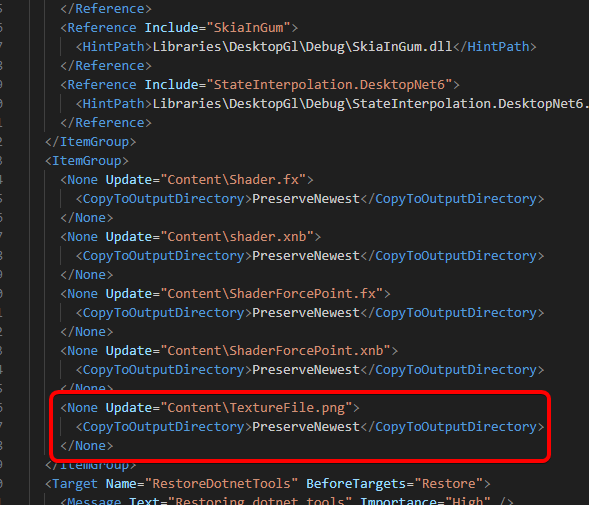 </Reference>
<Reference Include="SkiaInGum">
<HintPath>Libraries\DesktopGl\Debug\SkiaInGum.dll</HintPath>
</Reference>
<Reference Include="StateInterpolation.DesktopNet6">
<HintPath>Libraries\DesktopGl\Debug\StateInterpolation.DesktopNet6.
</Reference>
</ItemGroup>
<ItemGroup>
<None Update="Content\Shader.fx">
<CopyToOutputDirectory>PreserveNewest</CopyToOutputDirectory>
</None>
<None Update="Content\shader.xnb">
<CopyToOutputDirectory>PreserveNewest</CopyToOutputDirectory>
</None>
<None Update="Content\ShaderForcePoint.fx">
<CopyToOutputDirectory>PreserveNewest</CopyToOutputDirectory>
</None>
<None Update="Content\ShaderForcePoint.xnb">
<CopyToOutputDirectory>PreserveNewest</CopyToOutputDirectory>
</None>
<None Update="Content\TextureFile.png">
<CopyToOutputDirectory>PreserveNewest</CopyToOutputDirectory>
</None>
</ItemGroup>
<Target Name="RestoreDotnetTools" BeforeTargets="Restore">
<Message Text="Restoring dotnet tools" Importance="High" />